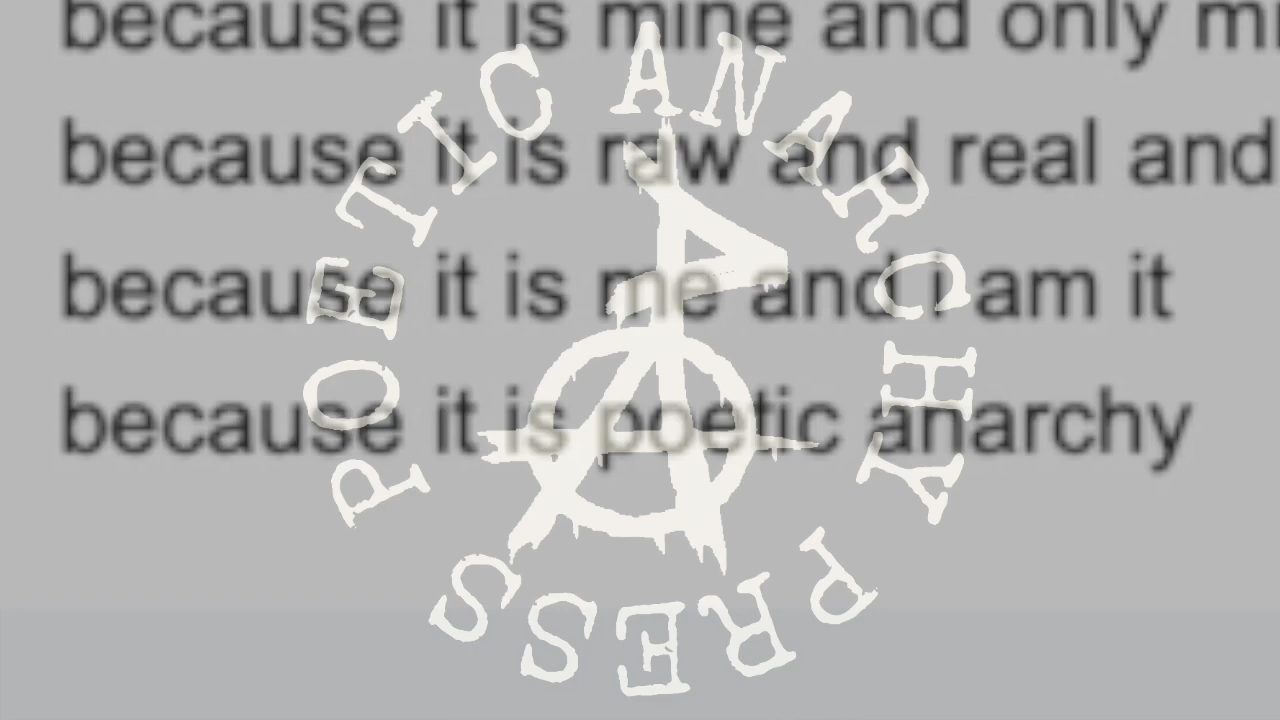 because it is mine and only mi
because it is raw and real and
because it is me and i am it
because it is poetic anarchy
POETIC ANARCHY PRESS